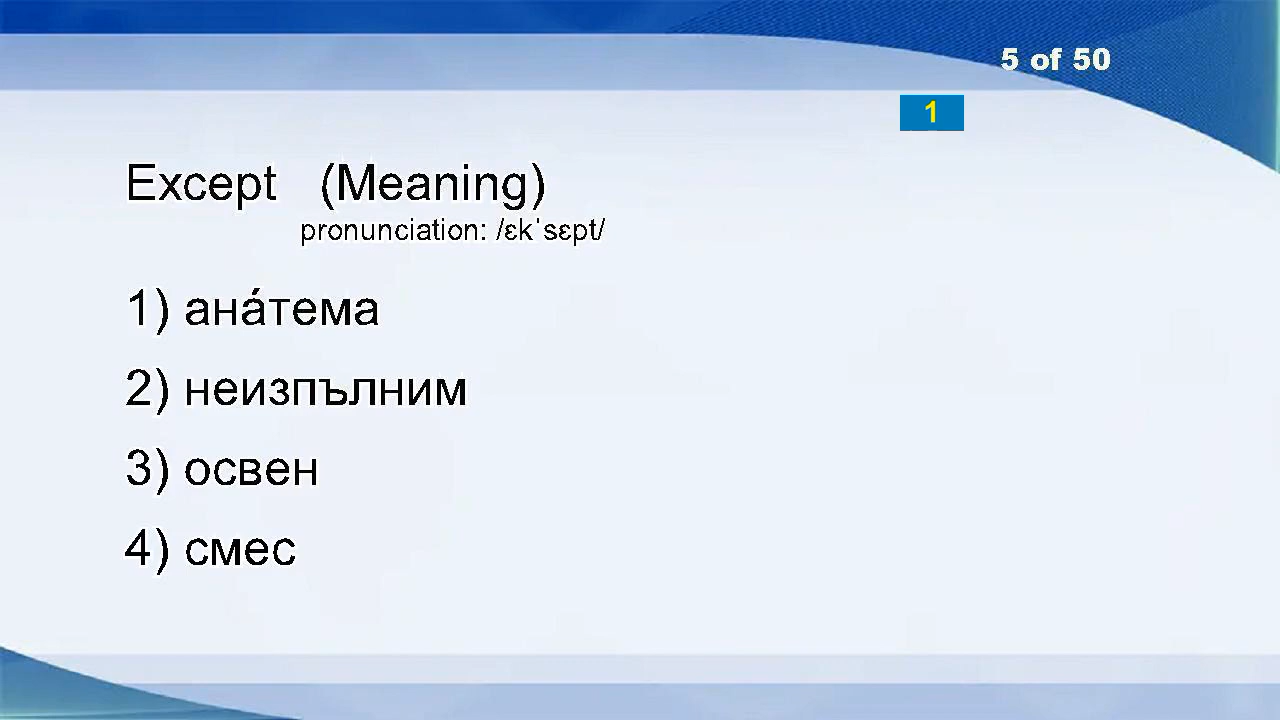 5 of 50
1
Except (Meaning)
pronunciation: /ɛkˈsɛpt/
1) ана́тема
2) неизпълним
3) освен
4) смес